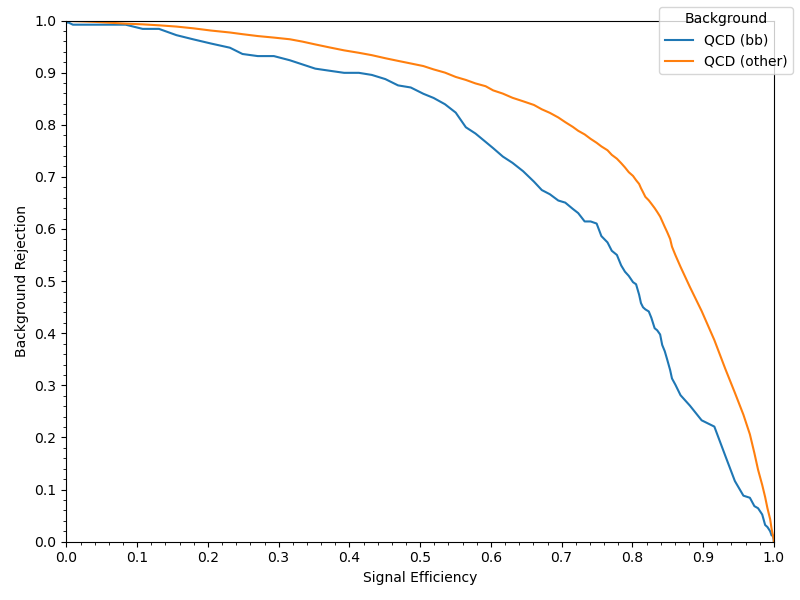 Background
QCD (bb)
QCD (other)
1.0
0.9
0.8
0.7
0.6
0.5
0.4
0.3
0.2
0.1
0.0
Background Rejection
0.0 0.1 0.2 0.3 0.4 0.5 0.6 0.7 0.8 0.9 1.0
Signal Efficiency